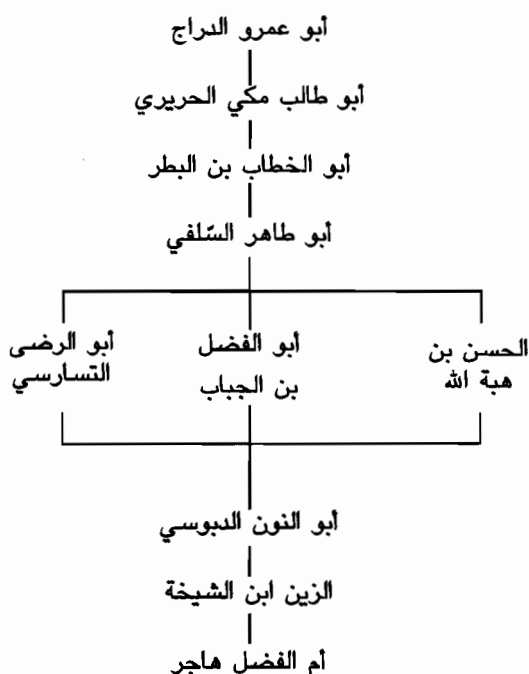 أبو عمرو الدراج
أبو طالب مكي الحريري
أبو الخطاب بن البطر
أبو طاهر السّلفي
الحسن بن
هبة الله
أبو الفضل
بن الجباب
أبو الرضى
التسارسي
أبو النون الدبوسي
الزين ابن الشيخة
أم الفضل هاجر